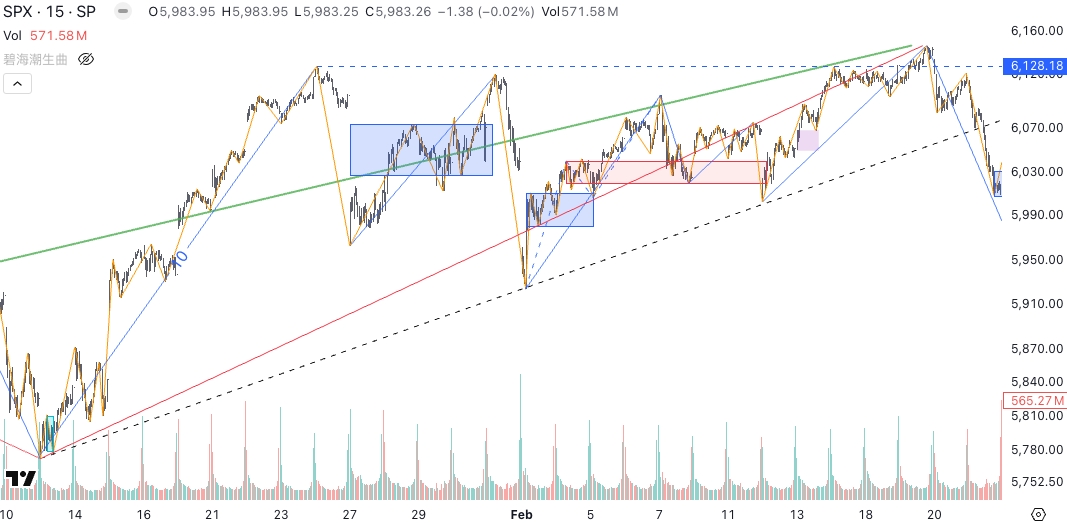 SPX · 15 · SP O5,983.95 H5,983.95 L5,983.25 C5,983.26 −1.38 (−0.02%) Vol571.58M
Vol 571.58M
碧海潮生曲
6,160.00
6,128.18
6,120.00
6,070.00
6,030.00
5,990.00
5,950.00
5,910.00
5,870.00
5,840.00
565.27M
5,810.00
5,780.00
5,752.50
10
10 14 16 21 23 27 29 Feb 5 7 11 13 18 20